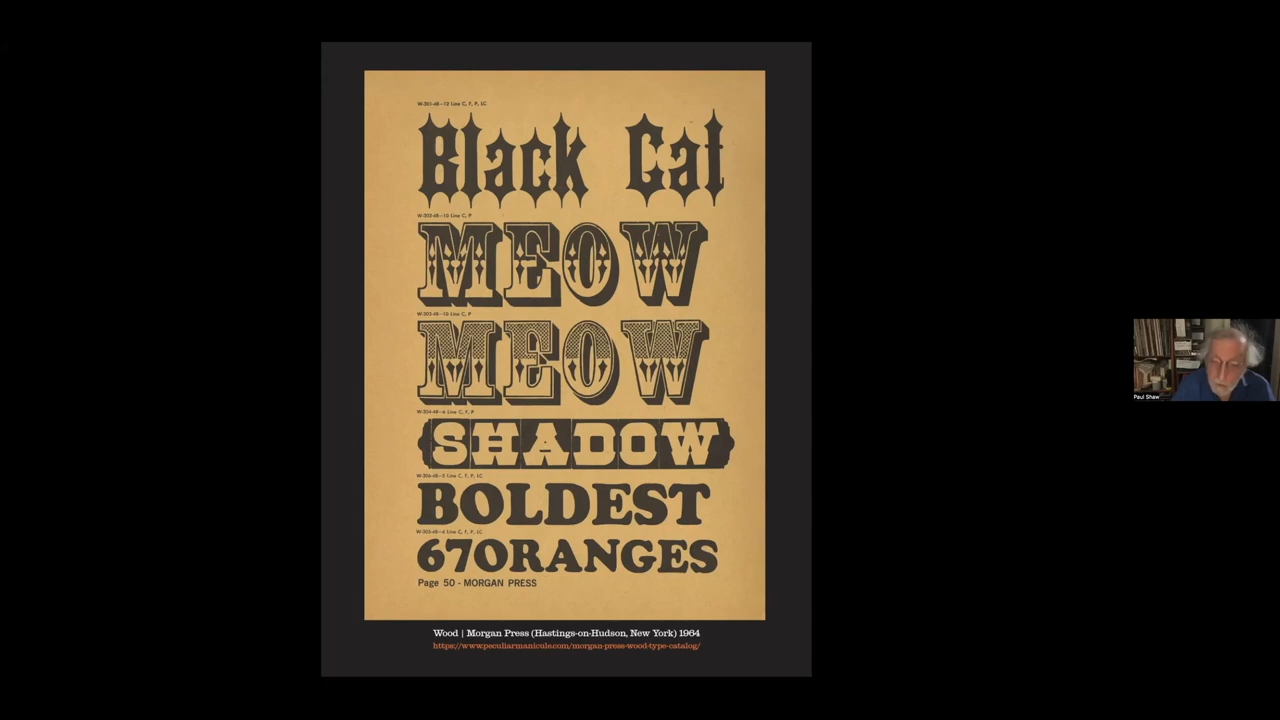 W-301-48—12 Line C, F, P, LC
Black Cat
W-302-48—10 Line C, P
MEOW
W-303-48—10 Line C, P
MEOW
W-304-48—6 Line C, F, P
SHADOW
W-306-48—5 Line C, F, P, LC
BOLDEST
W-305-48—4 Line C, F, P, LC
67ORANGES
Page 50 - MORGAN PRESS
Wood | Morgan Press (Hastings-on-Hudson, New York) 1964
https://www.peculiarmanicule.com/morgan-press-wood-type-catalog/
Paul Shaw